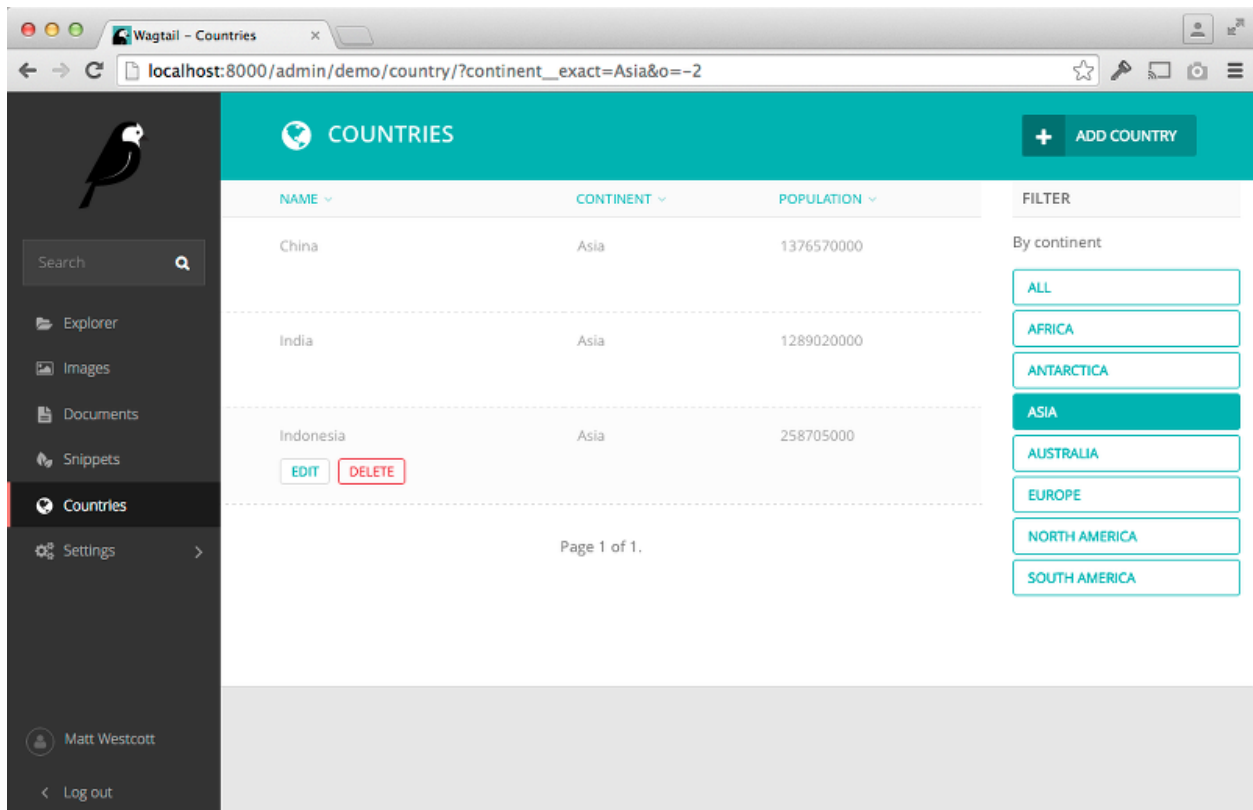 Wagtail - Countries
localhost:8000/admin/demo/country/?continent__exact=Asia&o=-2
COUNTRIES
ADD COUNTRY
Search
Explorer
Images
Documents
Snippets
Countries
Settings
Matt Westcott
Log out
NAME CONTINENT POPULATION
China Asia 1376570000
India Asia 1289020000
Indonesia Asia 258705000
EDIT DELETE
Page 1 of 1.
FILTER
By continent
ALL
AFRICA
ANTARCTICA
ASIA
AUSTRALIA
EUROPE
NORTH AMERICA
SOUTH AMERICA